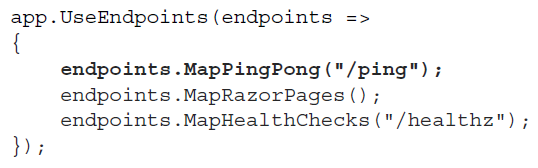 app.UseEndpoints(endpoints =>
{
    endpoints.MapPingPong("/ping");
    endpoints.MapRazorPages();
    endpoints.MapHealthChecks("/healthz");
});